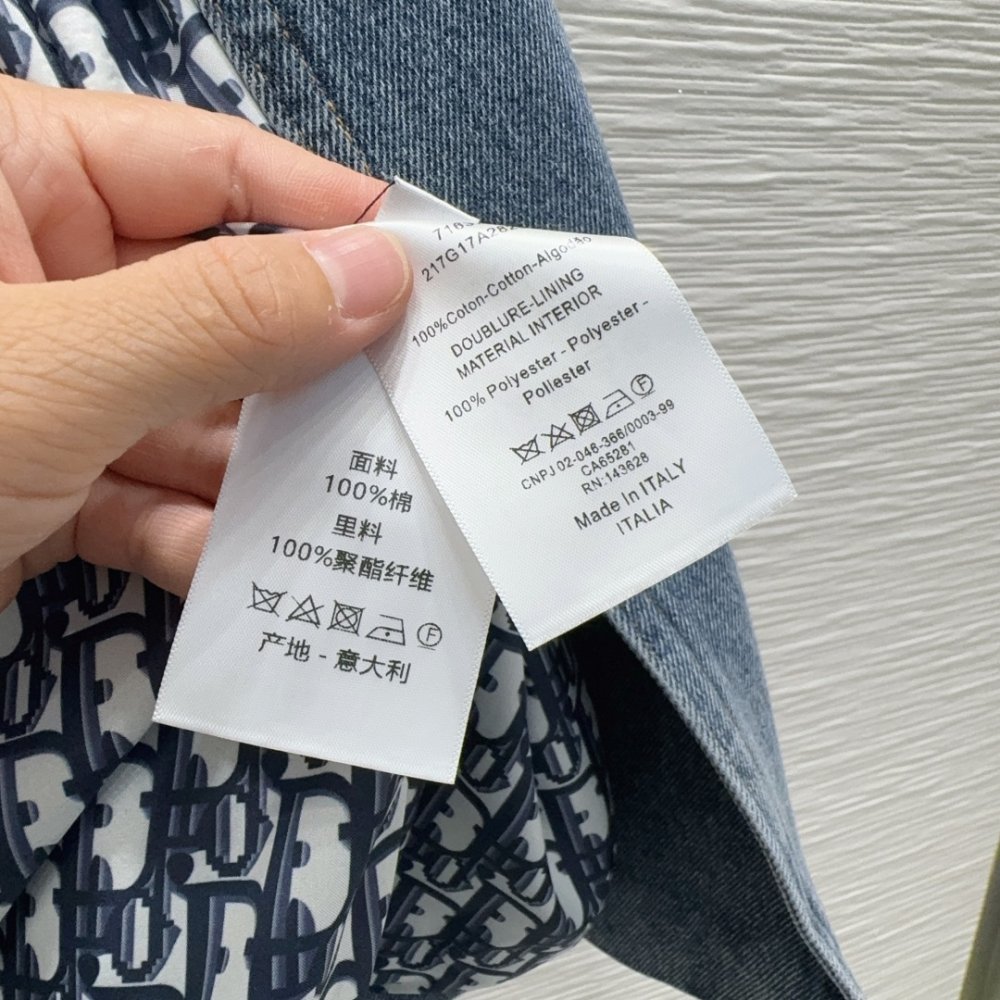 面料
100%棉
里料
100%聚酯纤维
F
产地 - 意大利
217G17A282
100%Coton-Cotton-Algodão
DOUBLURE-LINING
MATERIAL INTERIOR
100% Polyester - Polyester -
Poliester
F
CNPJ 02-046-366/0003-99
CA65281
RN:143628
Made In ITALY
ITALIA